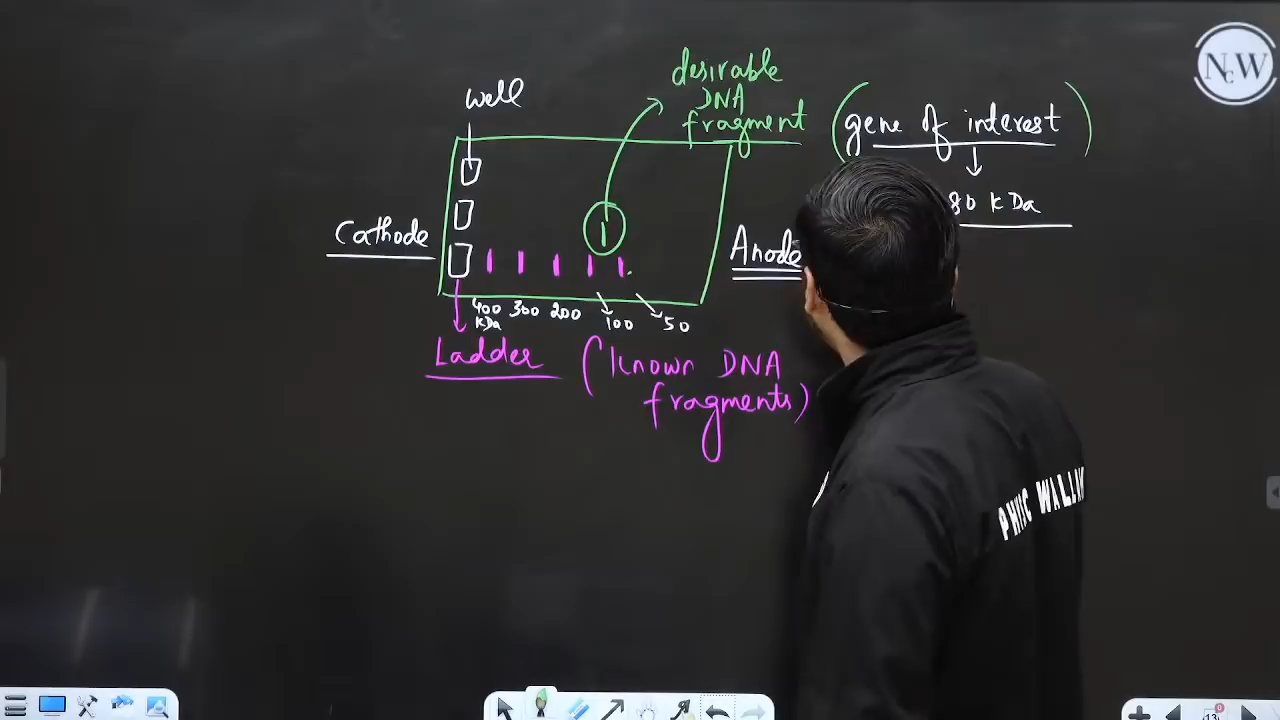 well
desirable
DNA
fragment
(gene of interest)
80 KDa
Cathode
Anode
400 300 200 100 50
KDa
Ladder (Known DNA
fragments)
NcW